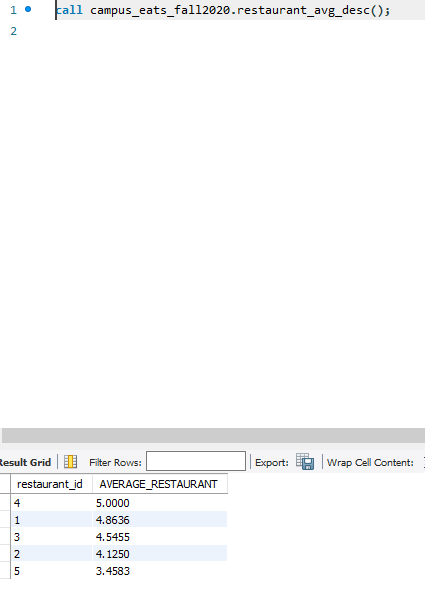 1 call campus_eats_fall2020.restaurant_avg_desc();
2
Result Grid Filter Rows: Export: Wrap Cell Content:
restaurant_id AVERAGE_RESTAURANT
4 5.0000
1 4.8636
3 4.5455
2 4.1250
5 3.4583